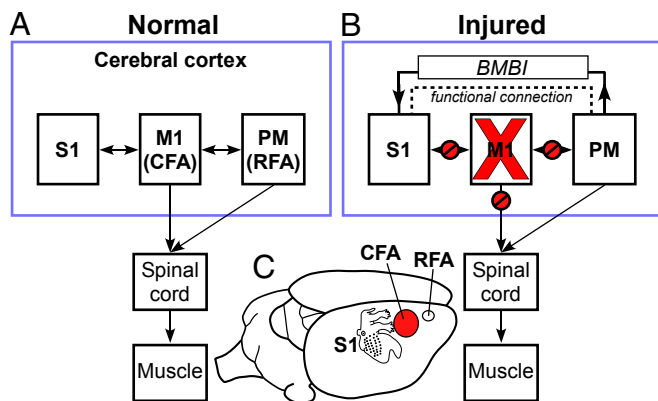 A
Normal
Cerebral cortex
S1
M1
(CFA)
PM
(RFA)
Spinal
cord
Muscle
B
Injured
BMBI
functional connection
S1
M1
PM
Spinal
cord
Muscle
C
CFA
RFA
S1